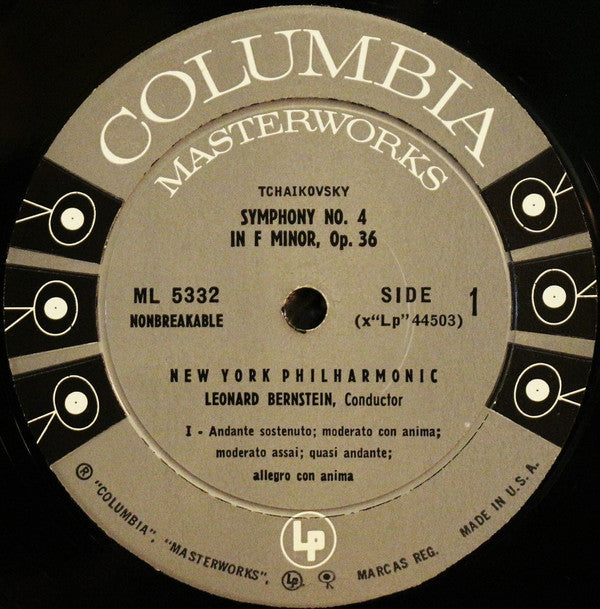 COLUMBIA
MASTERWORKS
TCHAIKOVSKY
SYMPHONY NO. 4
IN F MINOR, Op. 36
ML 5332
NONBREAKABLE
SIDE 1
(x“Lp”44503)
NEW YORK PHILHARMONIC
LEONARD BERNSTEIN, Conductor
I - Andante sostenuto; moderato con anima;
moderato assai; quasi andante;
allegro con anima
Lp
® “COLUMBIA”, “MASTERWORKS”, Lp, MARCAS REG. MADE IN U. S. A.